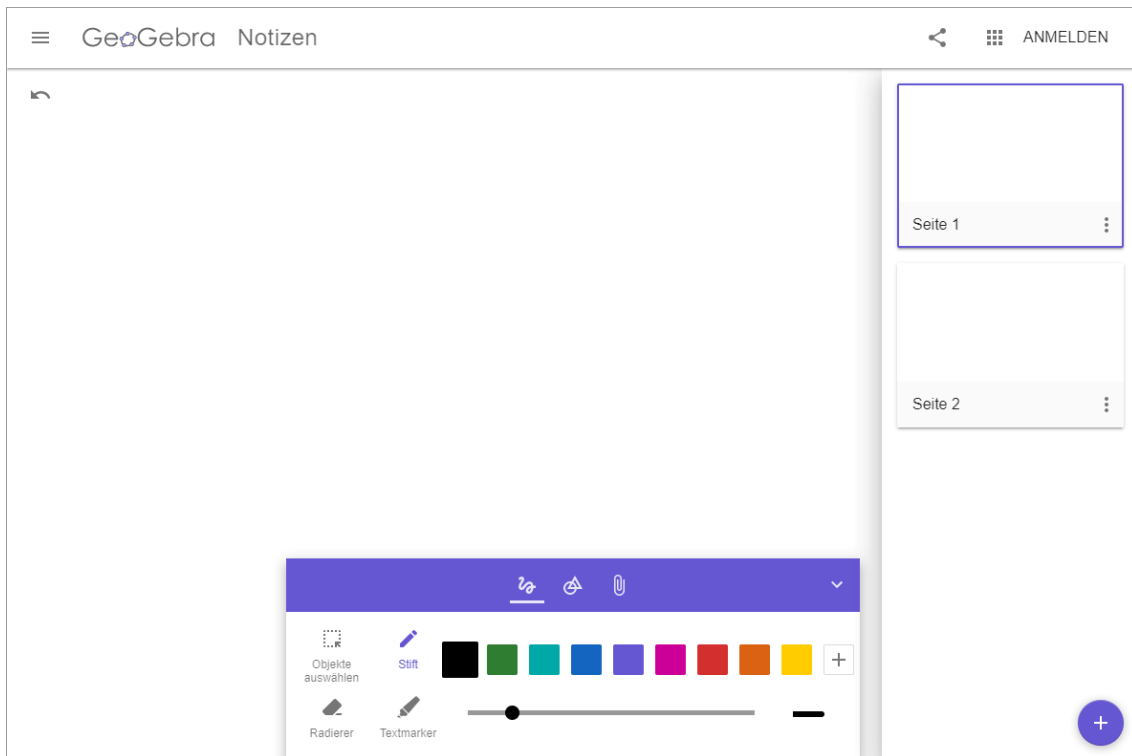 GeoGebra Notizen
ANMELDEN
Seite 1
Seite 2
Objekte
auswählen
Stift
Radierer
Textmarker